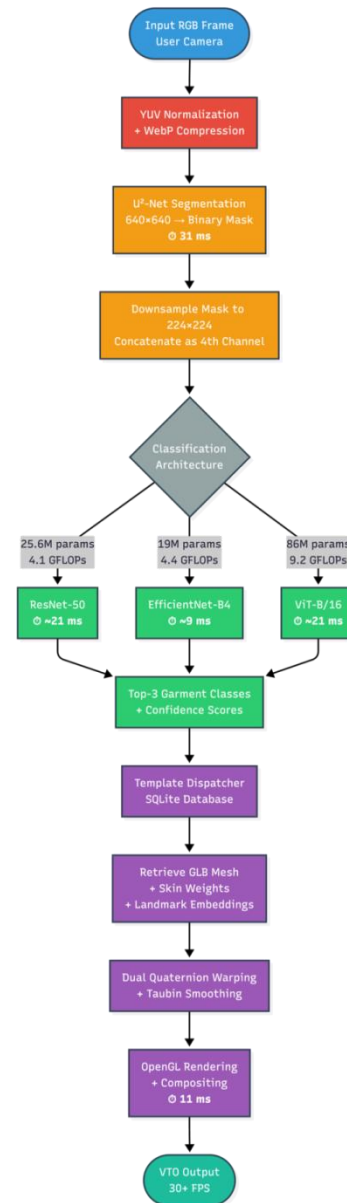 Input RGB Frame
User Camera
YUV Normalization
+ WebP Compression
U²-Net Segmentation
640×640 → Binary Mask
⏱ 31 ms
Downsample Mask to
224×224
Concatenate as 4th Channel
Classification
Architecture
25.6M params
4.1 GFLOPs
19M params
4.4 GFLOPs
86M params
9.2 GFLOPs
ResNet-50
⏱ ~21 ms
EfficientNet-B4
⏱ ~9 ms
ViT-B/16
⏱ ~21 ms
Top-3 Garment Classes
+ Confidence Scores
Template Dispatcher
SQLite Database
Retrieve GLB Mesh
+ Skin Weights
+ Landmark Embeddings
Dual Quaternion Warping
+ Taubin Smoothing
OpenGL Rendering
+ Compositing
⏱ 11 ms
VTO Output
30+ FPS